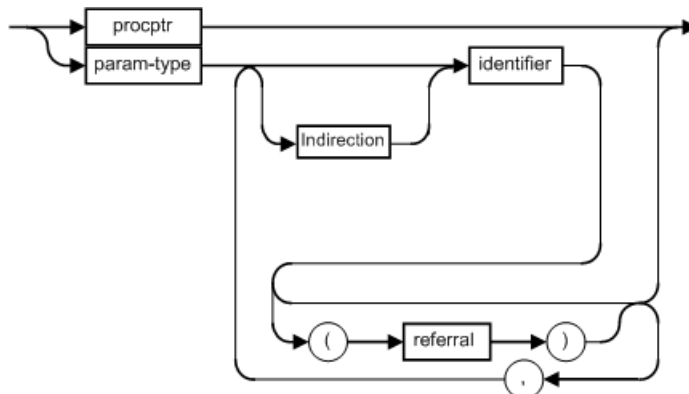 procptr
param-type identifier
Indirection
( referral )
,